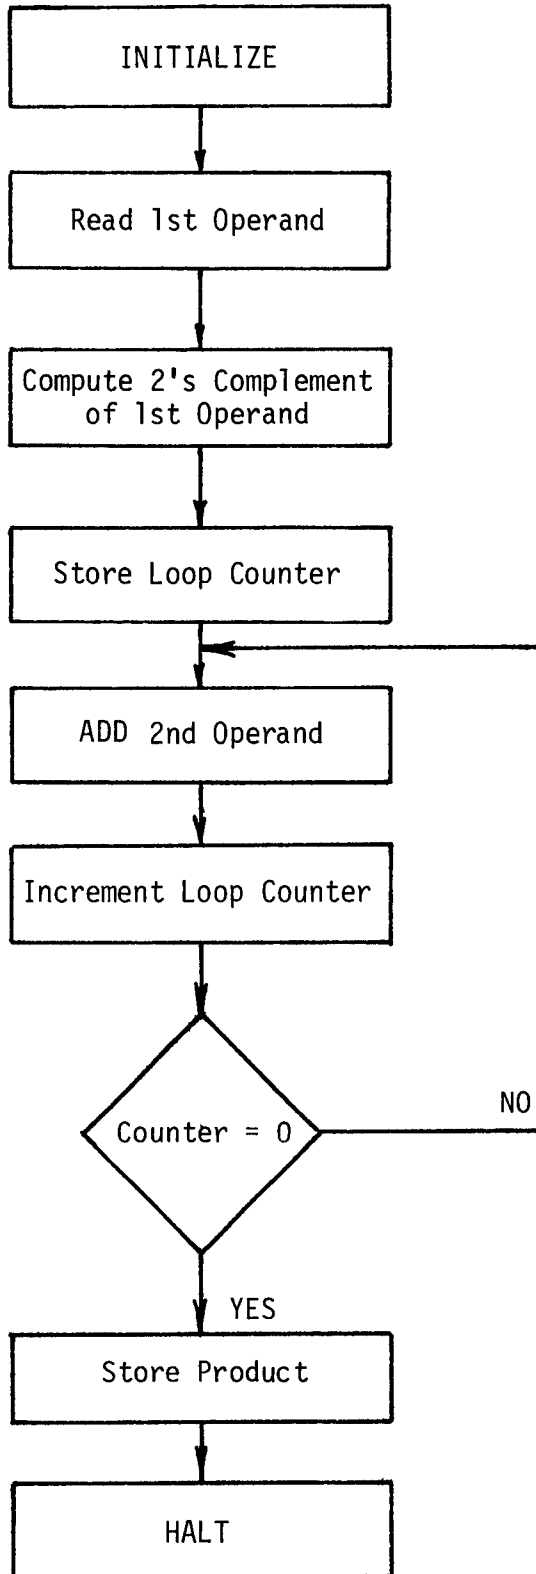 INITIALIZE
Read 1st Operand
Compute 2's Complement
of 1st Operand
Store Loop Counter
ADD 2nd Operand
Increment Loop Counter
Counter = 0
NO
YES
Store Product
HALT